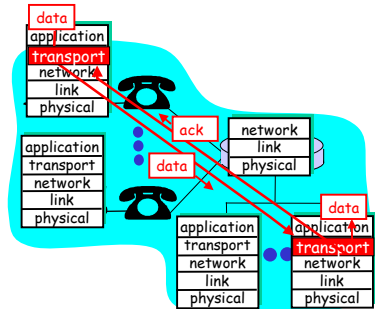 data
application
transport
network
link
physical
ack
data
application
transport
network
link
physical
network
link
physical
data
application
transport
network
link
physical
application
transport
network
link
physical